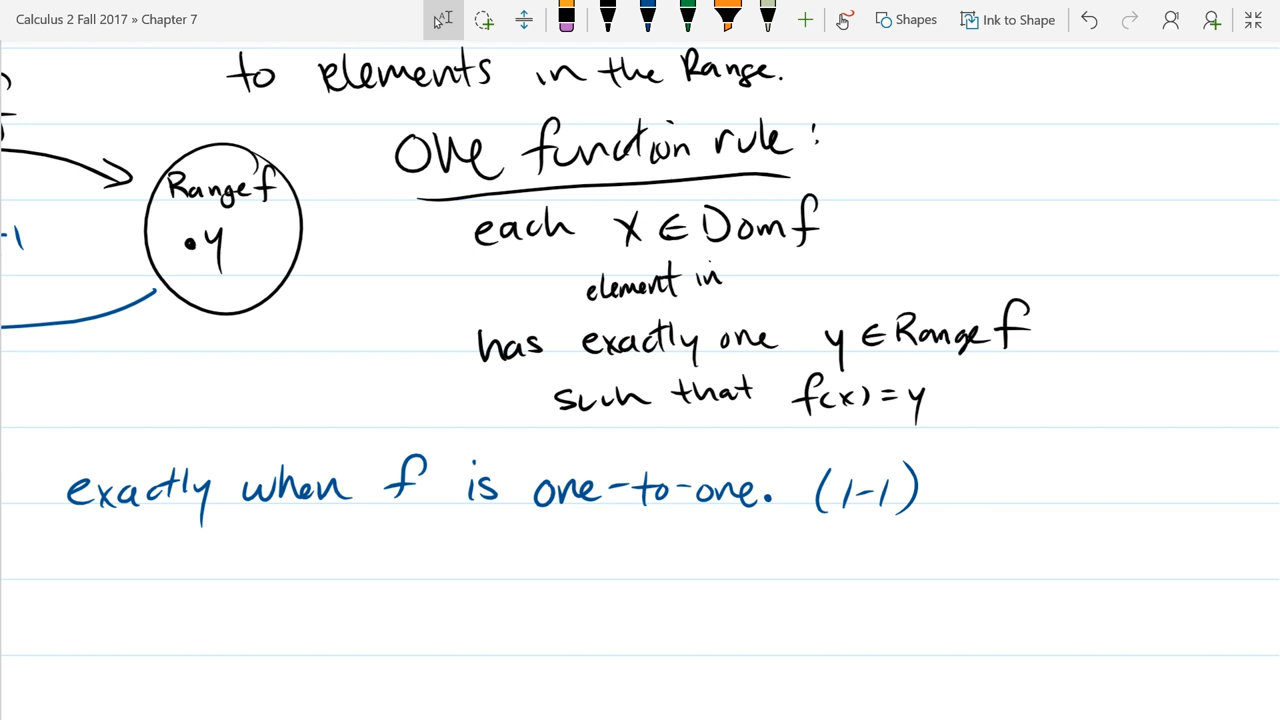 Calculus 2 Fall 2017 » Chapter 7
Shapes
Ink to Shape
to elements in the Range.
One function rule:
Range f
each x ∈ Dom f
• y
-1
element in
has exactly one y ∈ Range f
such that f(x) = y
exactly when f is one-to-one. (1-1)